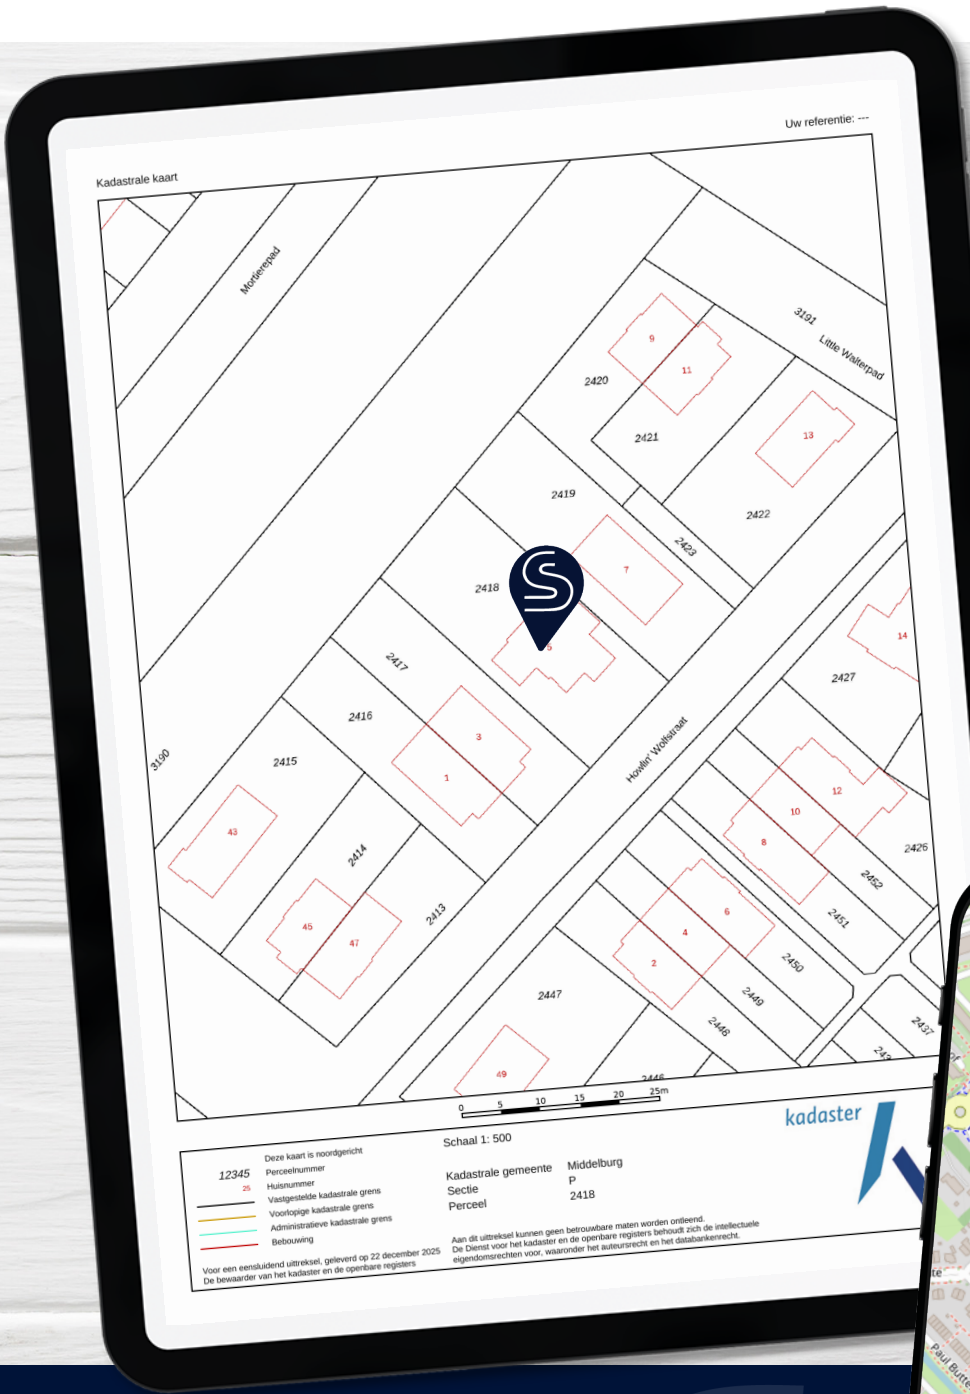 Uw referentie: ---
Kadastrale kaart
Mortierepad
3191
Little Walterpad
9
11
2420
2421
13
2419
2422
2423
7
2418
5
14
2417
2427
2416
3
Howlin' Wolfstraat
3190
2415
1
12
10
43
8
2426
2414
2452
6
2413
2451
45
4
47
2
2450
2447
2449
2448
2437
49
0 5 10 15 20 25m
Deze kaart is noordgericht
12345 Perceelnummer
25 Huisnummer
Vastgestelde kadastrale grens
Voorlopige kadastrale grens
Administratieve kadastrale grens
Bebouwing
Schaal 1: 500
Kadastrale gemeente Middelburg
Sectie P
Perceel 2418
kadaster
Voor een eensluidend uittreksel, geleverd op 22 december 2025
De bewaarder van het kadaster en de openbare registers
Aan dit uittreksel kunnen geen betrouwbare maten worden ontleend.
De Dienst voor het kadaster en de openbare registers behoudt zich de intellectuele
eigendomsrechten voor, waaronder het auteursrecht en het databankenrecht.